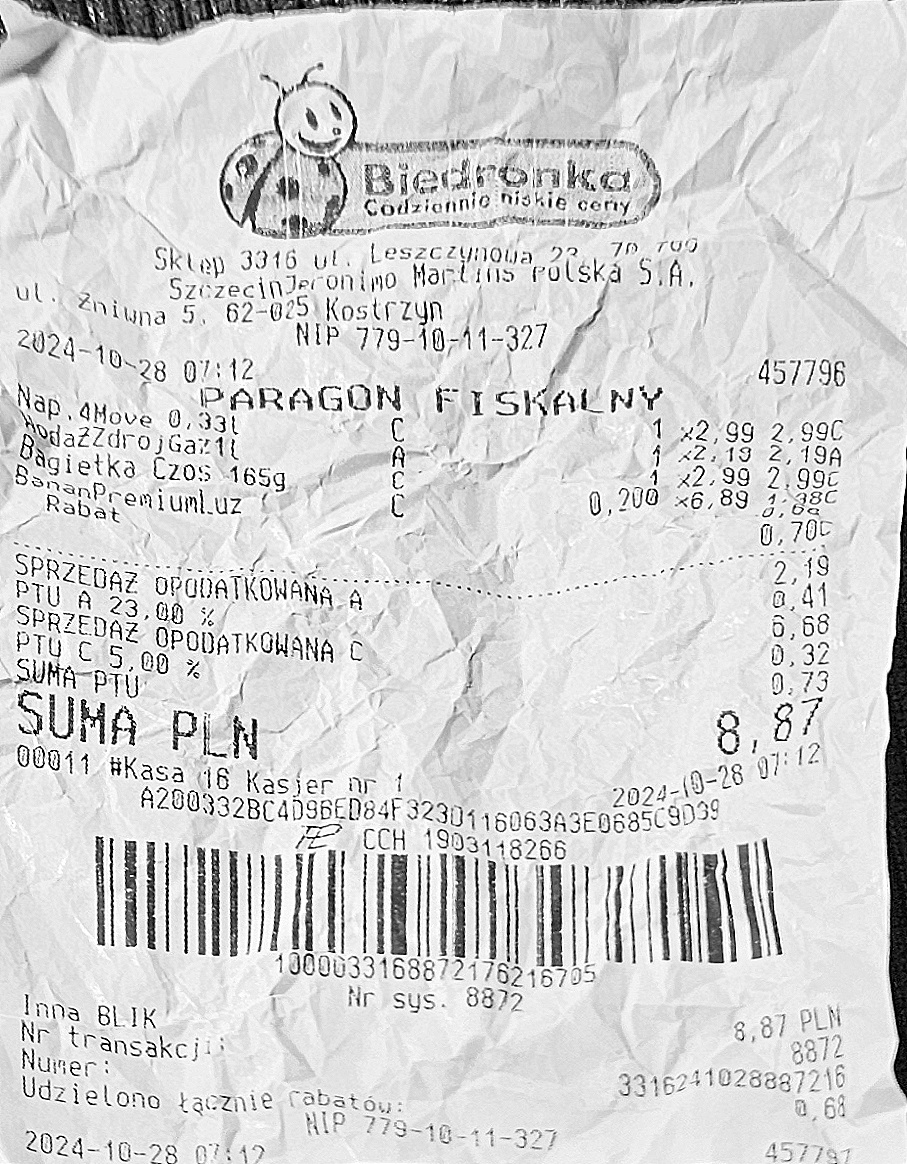 Biedronka
Codziennie niskie ceny
Sklep 3316 ul. Leszczynowa 22, 70-
SzczecinJeronimo Martins Polska S.A.
ul. Żniwna 5, 62-025 Kostrzyn
NIP 779-10-11-327
2024-10-28 07:12 457796
PARAGON FISKALNY
Nap.4Move 0,33l C 1 x2,99 2,99C
WodaŻZdrojGaz1l A 1 x2,19 2,19A
Bagietka Czos 165g C 1 x2,99 2,99C
BananPremiumLuz C 0,200 x6,89 1,38C
Rabat 0,68
0,70C
SPRZEDAŻ OPODATKOWANA A 2,19
PTU A 23,00 % 0,41
SPRZEDAŻ OPODATKOWANA C 6,68
PTU C 5,00 % 0,32
SUMA PTU 0,73
SUMA PLN 8,87
00011 #Kasa 16 Kasjer nr 1 2024-10-28 07:12
A200332BC4D96ED84F323D116063A3E0685C9D39
CCH 1903118266
1000033168872176216705
Nr sys. 8872
Inna BLIK 8,87 PLN
Nr transakcji: 8872
Numer: 3316241028887216
Udzielono łącznie rabatów: 0,68
NIP 779-10-11-327
2024-10-28 07:12 457797